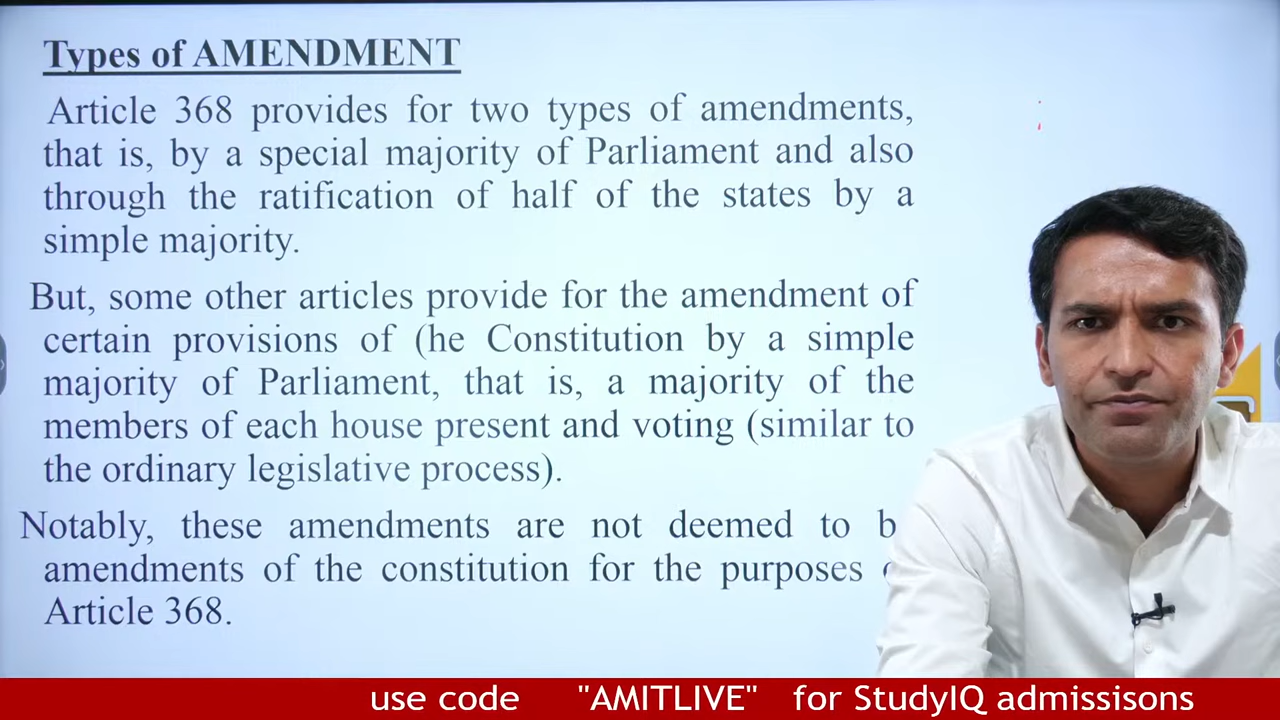 Types of AMENDMENT
Article 368 provides for two types of amendments,
that is, by a special majority of Parliament and also
through the ratification of half of the states by a
simple majority.
But, some other articles provide for the amendment of
certain provisions of (he Constitution by a simple
majority of Parliament, that is, a majority of the
members of each house present and voting (similar to
the ordinary legislative process).
Notably, these amendments are not deemed to b
amendments of the constitution for the purposes
Article 368.
use code "AMITLIVE" for StudyIQ admissisons